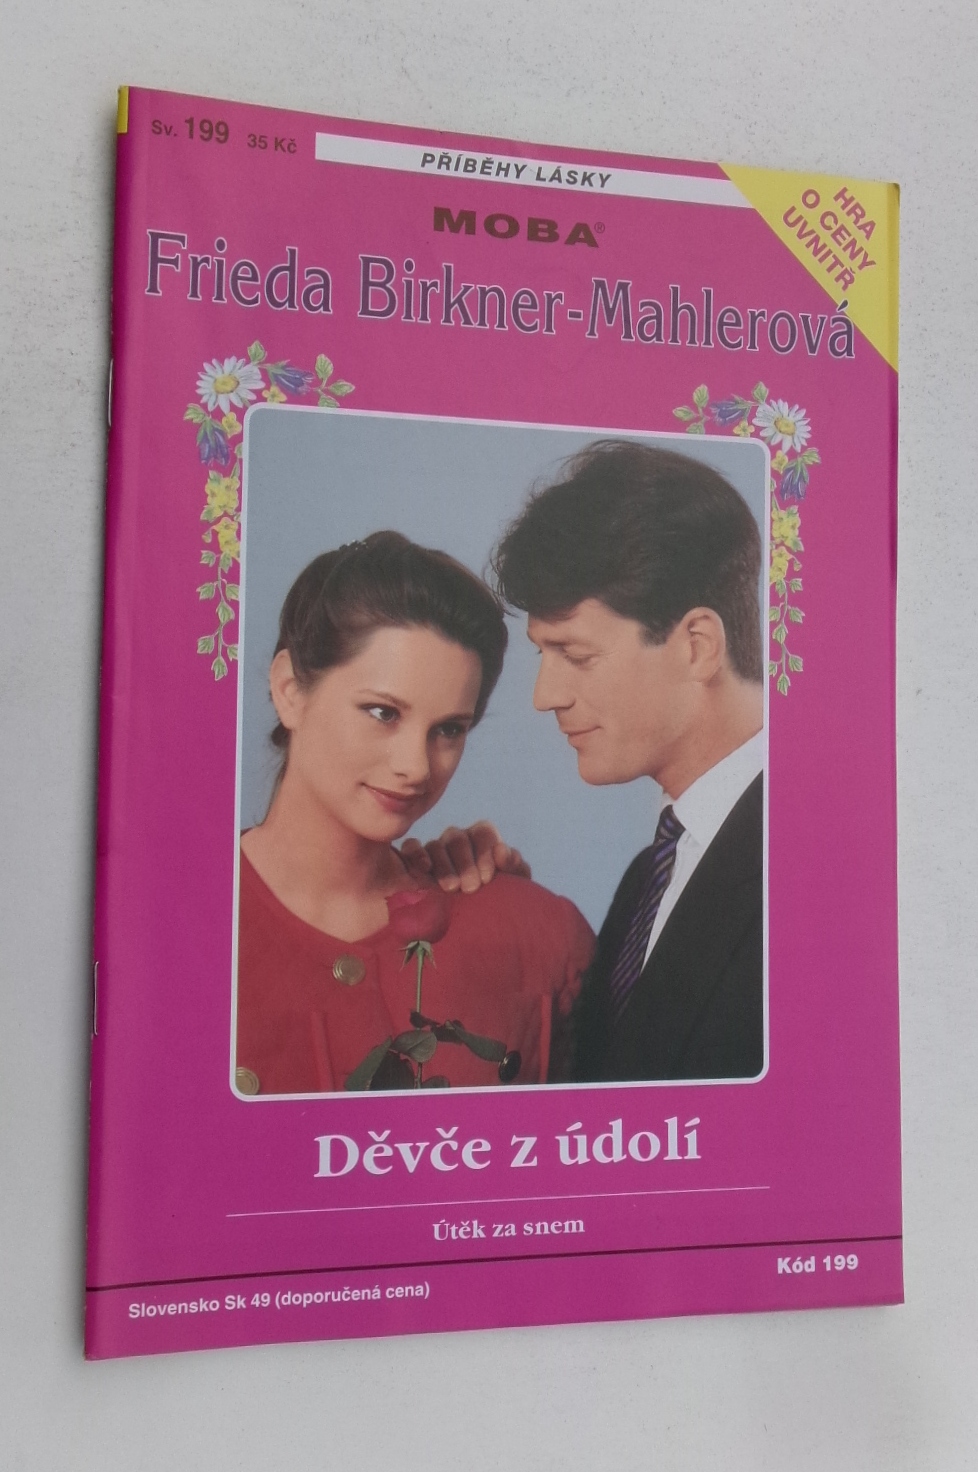 Sv. 199 35 Kč
PŘÍBĚHY LÁSKY
HRA
O CENY
UVNITŘ
MOBA®
Frieda Birkner-Mahlerová
Děvče z údolí
Útěk za snem
Kód 199
Slovensko Sk 49 (doporučená cena)